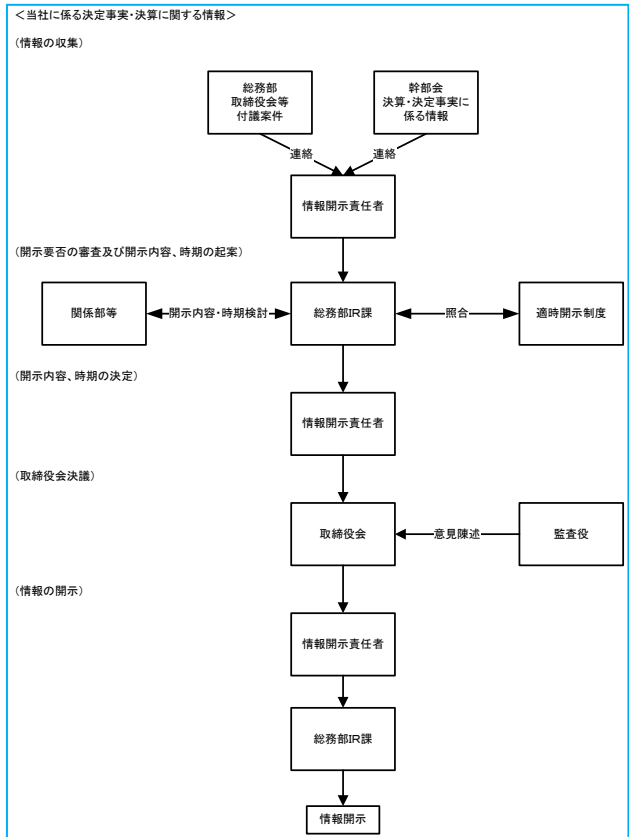 ＜当社に係る決定事実・決算に関する情報＞
（情報の収集）
総務部
取締役会等
付議案件
幹部会
決算・決定事実に
係る情報
連絡
連絡
情報開示責任者
（開示要否の審査及び開示内容、時期の起案）
関係部等
開示内容・時期検討
総務部IR課
照合
適時開示制度
（開示内容、時期の決定）
情報開示責任者
（取締役会決議）
取締役会
意見陳述
監査役
（情報の開示）
情報開示責任者
総務部IR課
情報開示